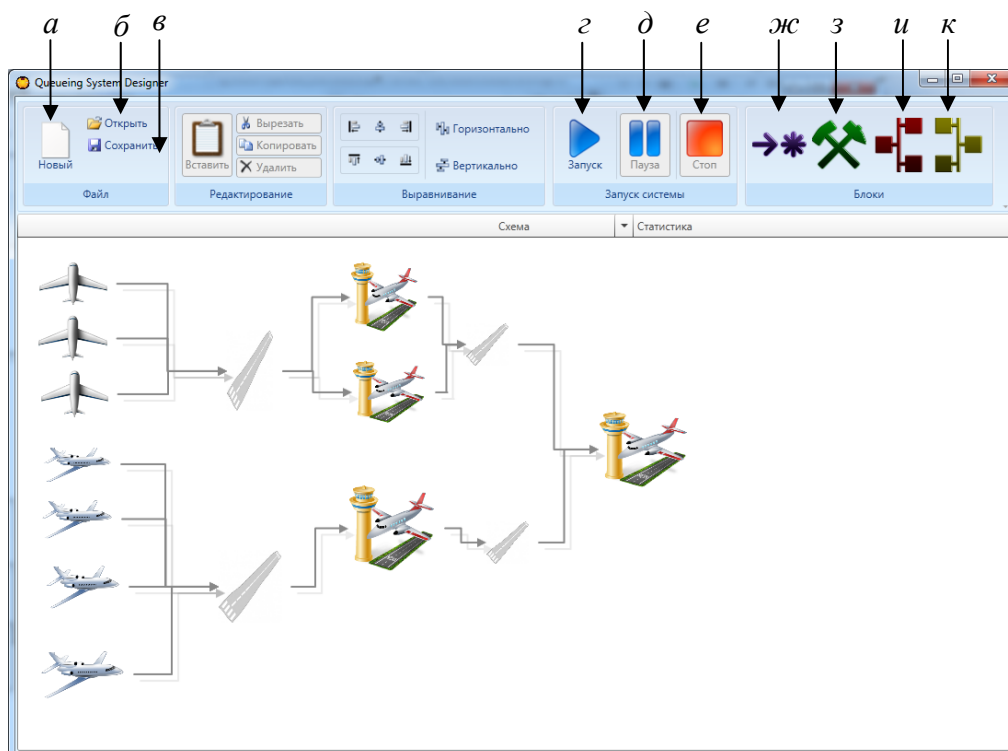 а б в г д е ж з и к
Queueing System Designer
Новый
Открыть
Сохранить
Файл
Вставить
Вырезать
Копировать
Удалить
Редактирование
Горизонтально
Вертикально
Выравнивание
Запуск
Пауза
Стоп
Запуск системы
Блоки
Схема
Статистика